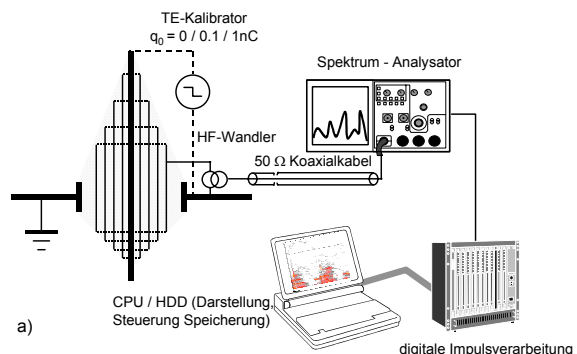 TE-Kalibrator
q0 = 0 / 0.1 / 1nC
Spektrum - Analysator
HF-Wandler
50 Ω Koaxialkabel
CPU / HDD (Darstellung,
Steuerung Speicherung)
a)
digitale Impulsverarbeitung